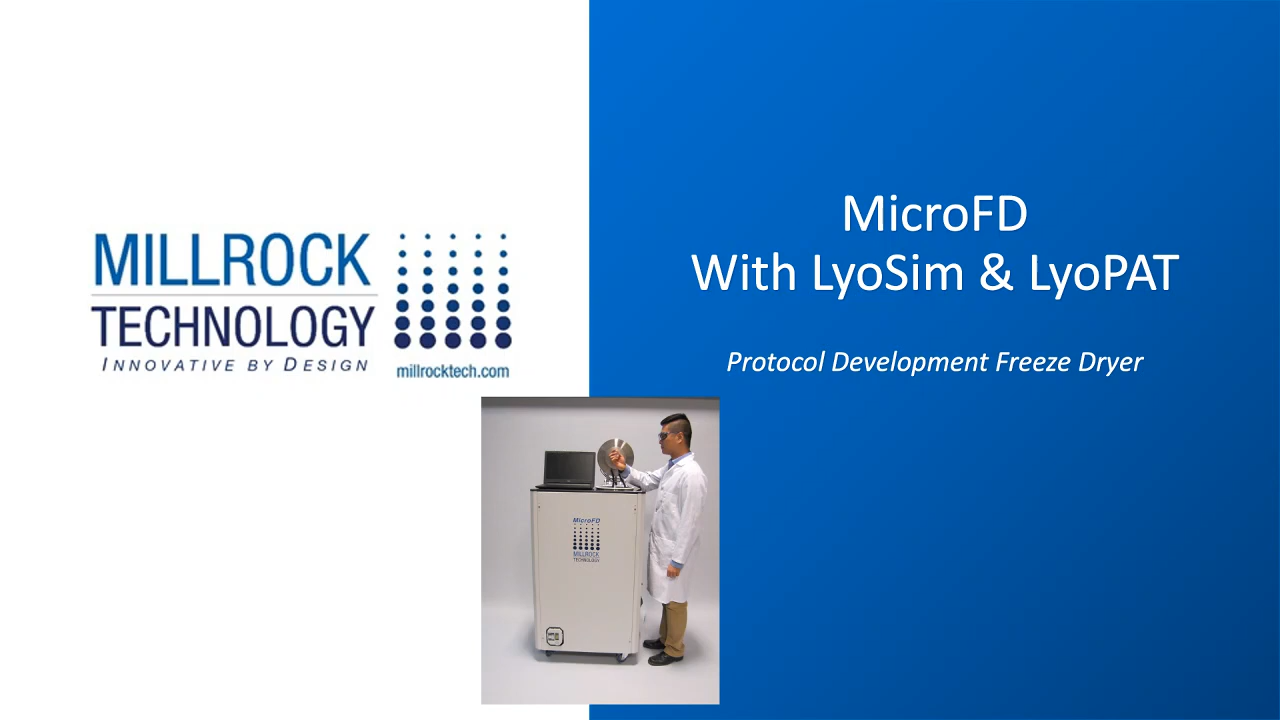 MILLROCK
TECHNOLOGY
INNOVATIVE BY DESIGN
millrocktech.com
MicroFD
With LyoSim & LyoPAT
Protocol Development Freeze Dryer
MicroFD
MILLROCK
TECHNOLOGY